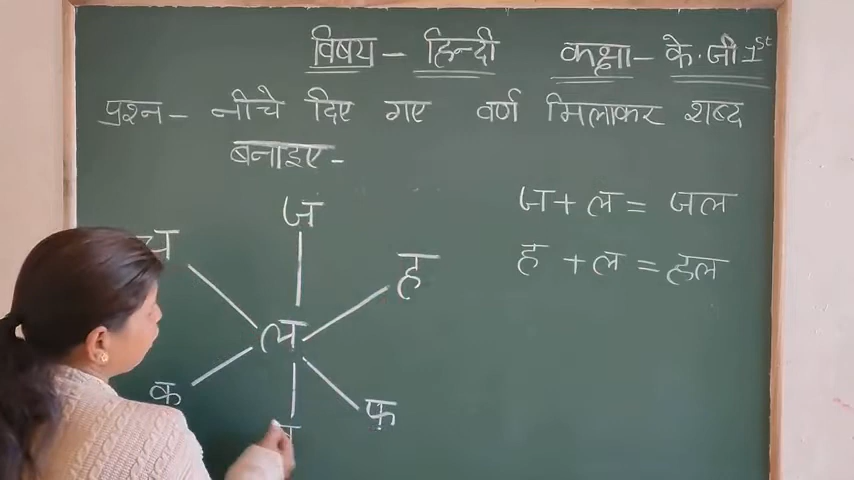 विषय - हिन्दी कक्षा - के.जी 1st
प्रश्न - नीचे दिए गए वर्ण मिलाकर शब्द
बनाइए -
ज
च
ह
ल
क
फ
ज + ल = जल
ह + ल = हल